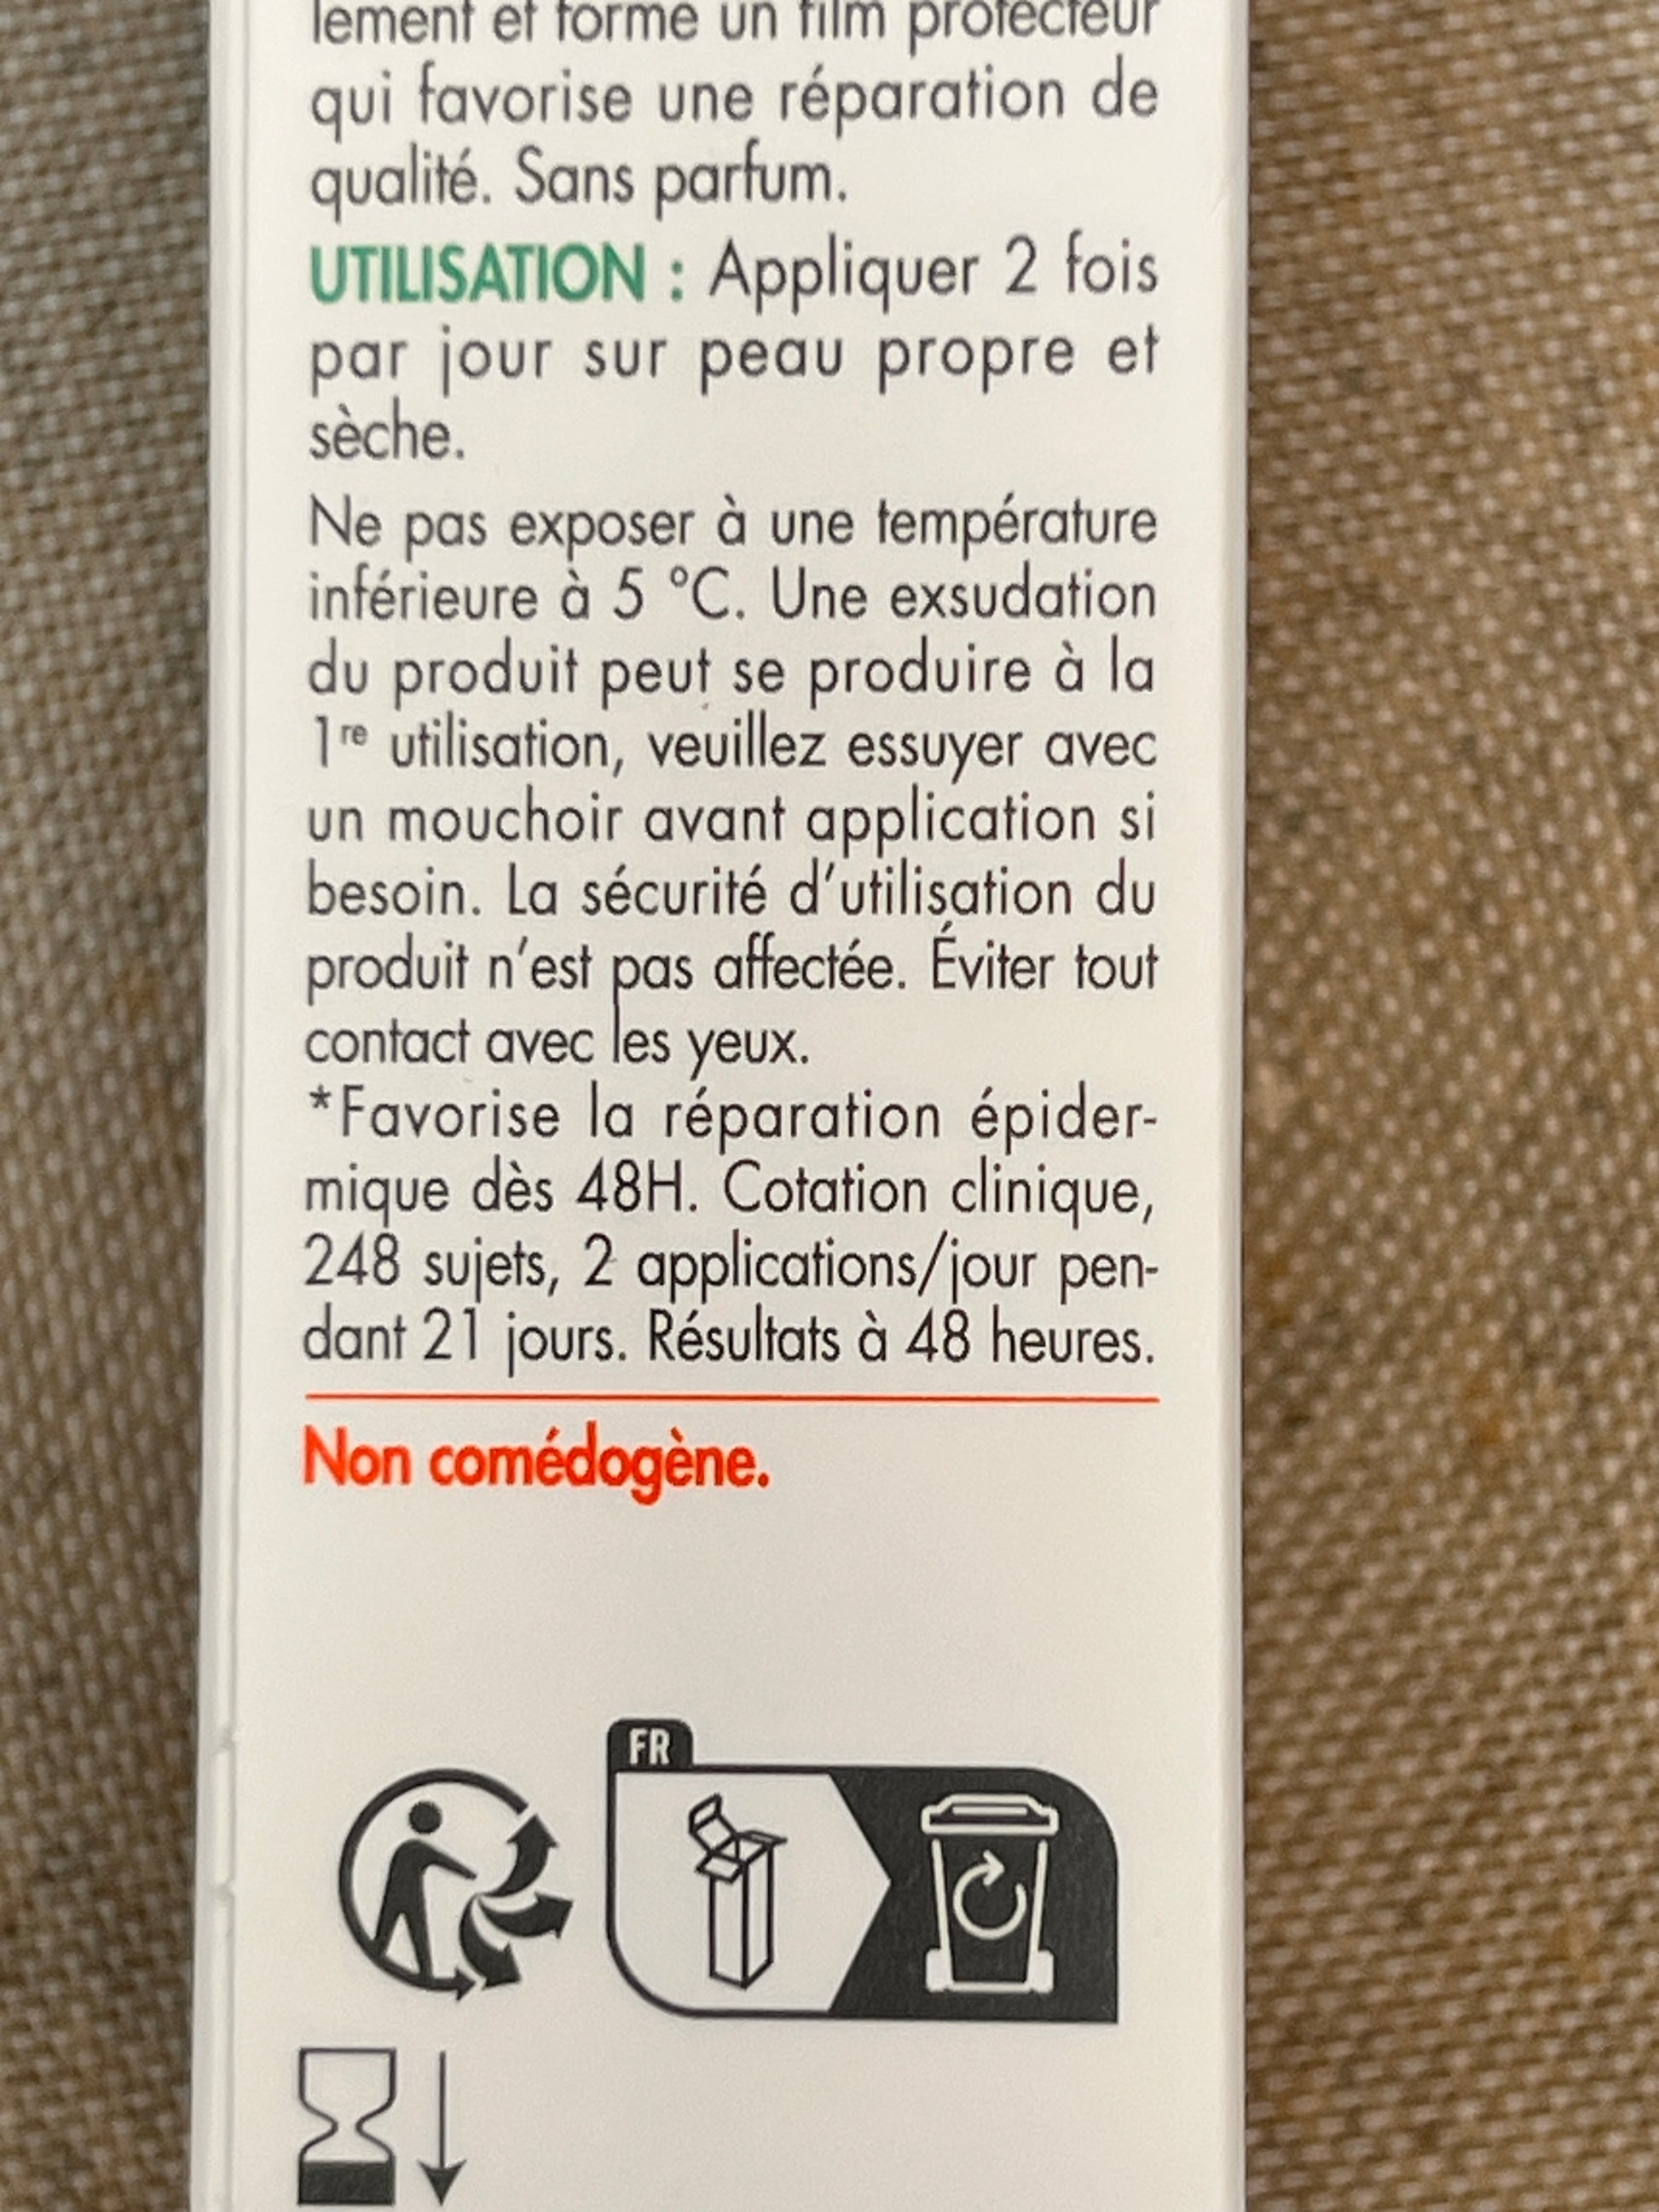 lement et forme un film protecteur
qui favorise une réparation de
qualité. Sans parfum.
UTILISATION : Appliquer 2 fois
par jour sur peau propre et
sèche.
Ne pas exposer à une température
inférieure à 5 °C. Une exsudation
du produit peut se produire à la
1re utilisation, veuillez essuyer avec
un mouchoir avant application si
besoin. La sécurité d'utilisation du
produit n'est pas affectée. Éviter tout
contact avec les yeux.
*Favorise la réparation épider-
mique dès 48H. Cotation clinique,
248 sujets, 2 applications/jour pen-
dant 21 jours. Résultats à 48 heures.
Non comédogène.
FR